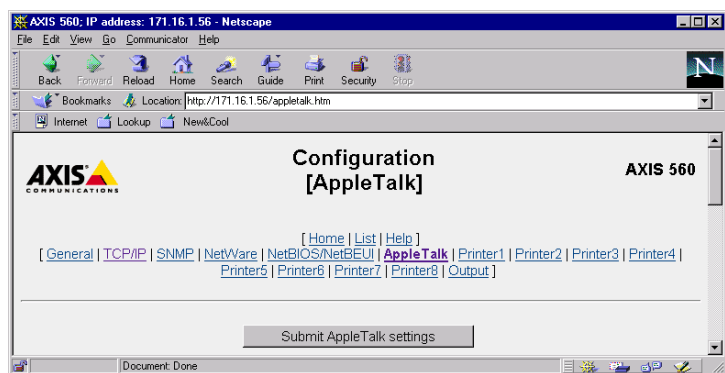 AXIS 560; IP address: 171.16.1.56 - Netscape
File Edit View Go Communicator Help
Back Forward Reload Home Search Guide Print Security Stop
N
Bookmarks Location: http://171.16.1.56/appletalk.htm
Internet Lookup New&Cool
AXIS
COMMUNICATIONS
Configuration
[AppleTalk]
AXIS 560
[ Home | List | Help ]
[ General | TCP/IP | SNMP | NetWare | NetBIOS/NetBEUI | AppleTalk | Printer1 | Printer2 | Printer3 | Printer4 |
Printer5 | Printer6 | Printer7 | Printer8 | Output ]
Submit AppleTalk settings
Document: Done